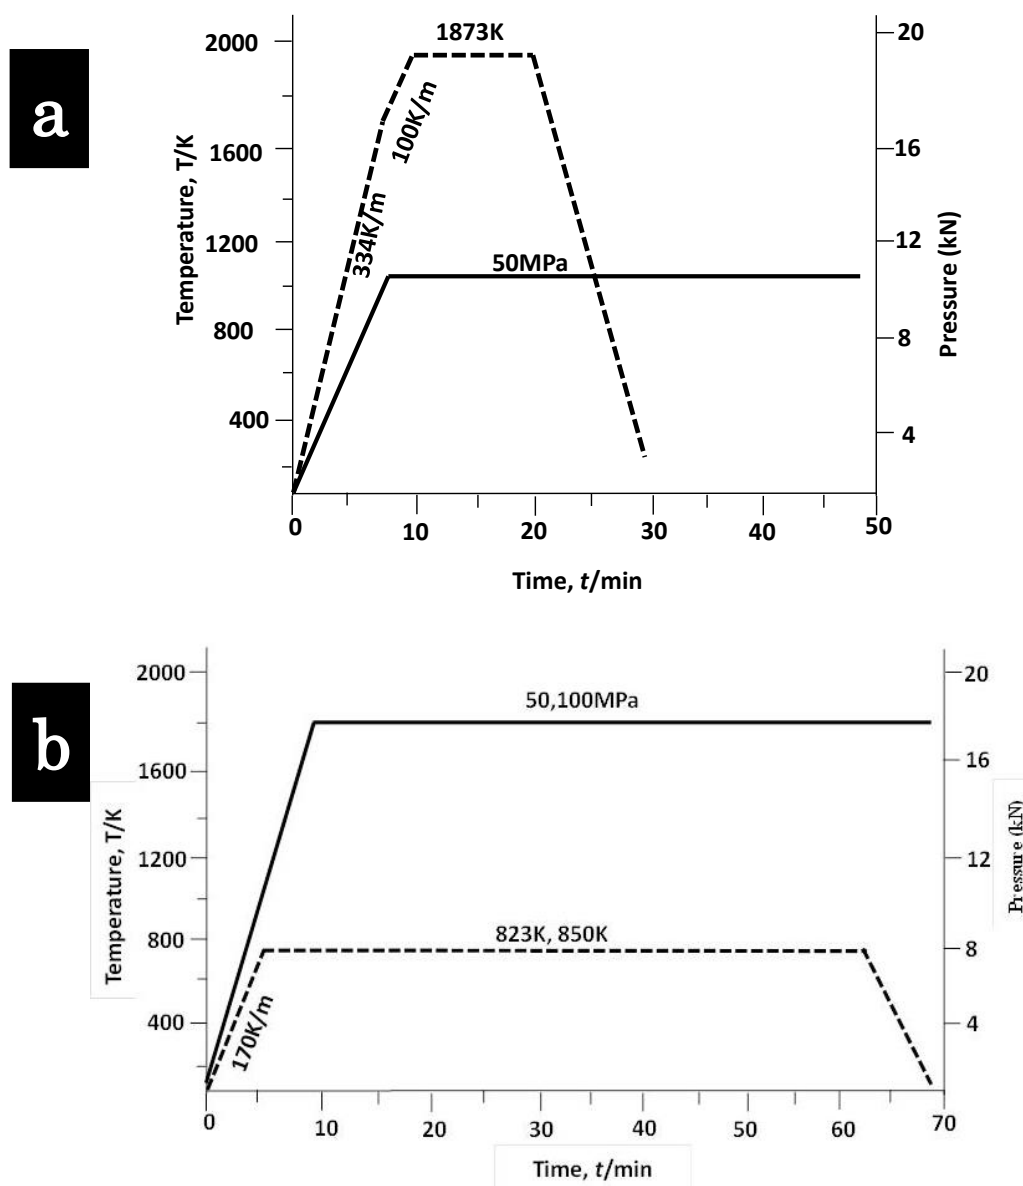 a
1873K
2000
20
100K/m
1600
16
Temperature, T/K
334K/m
1200
12
50MPa
Pressure (kN)
800
8
400
4
0
10
20
30
40
50
Time, t/min
b
2000
20
50,100MPa
1600
16
Temperature, T/K
Pressure (kN)
1200
12
823K, 850K
800
8
170K/m
400
4
0
10
20
30
40
50
60
70
Time, t/min